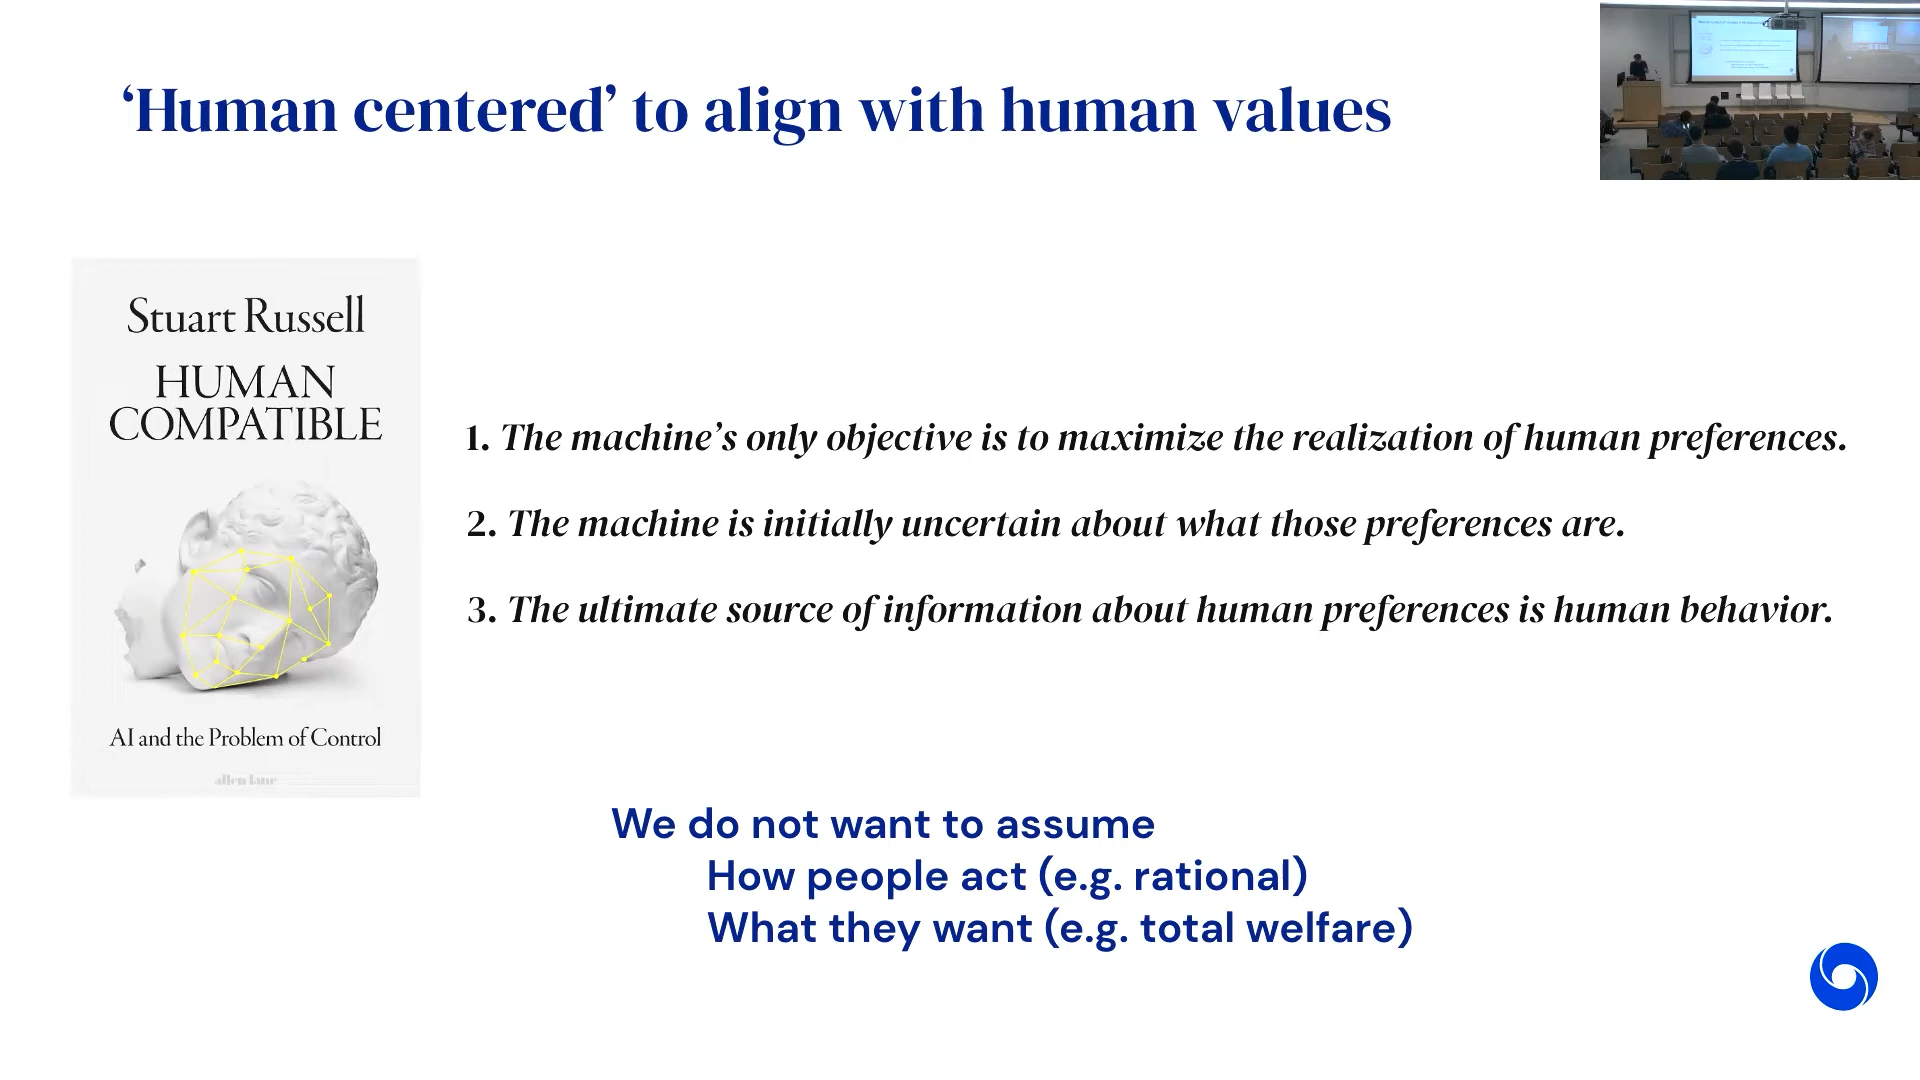 ‘Human centered’ to align with human values
Stuart Russell
HUMAN
COMPATIBLE
AI and the Problem of Control
allen lane
1. The machine’s only objective is to maximize the realization of human preferences.
2. The machine is initially uncertain about what those preferences are.
3. The ultimate source of information about human preferences is human behavior.
We do not want to assume
How people act (e.g. rational)
What they want (e.g. total welfare)